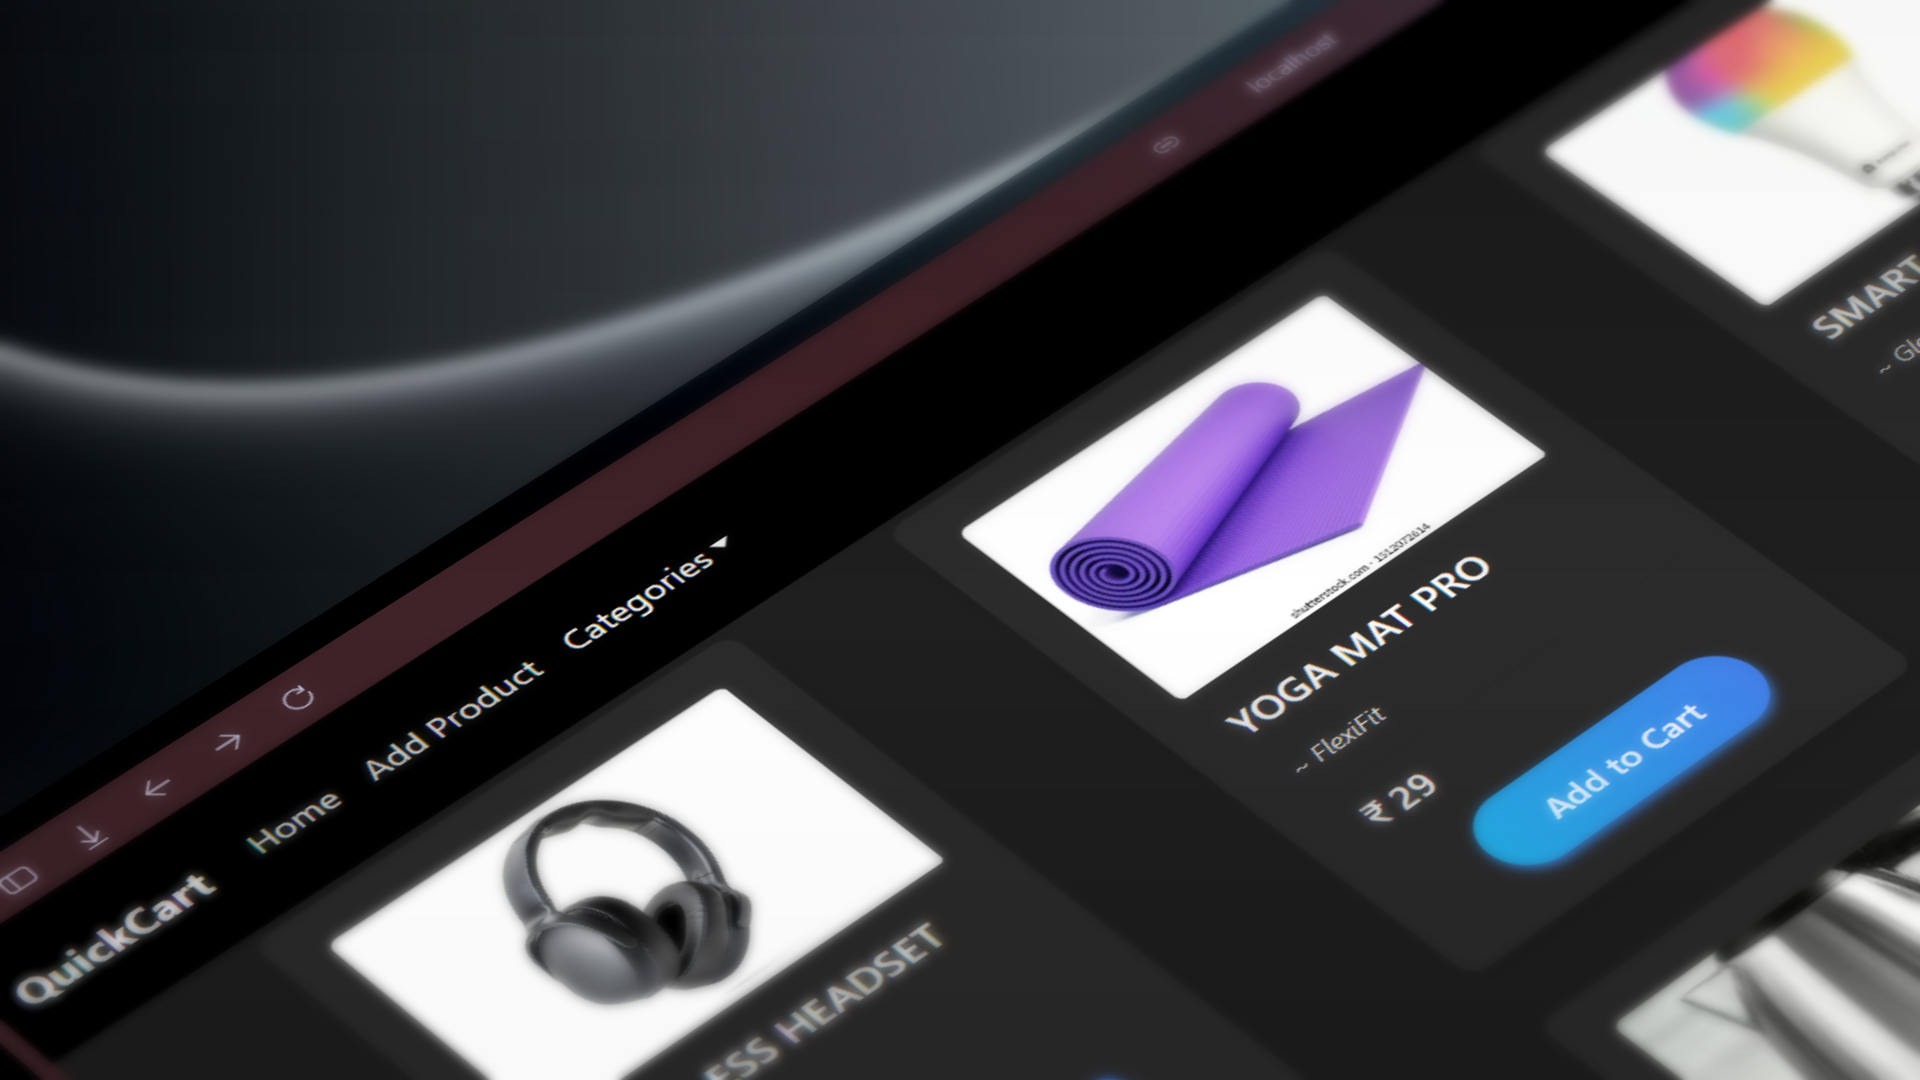 localhost
QuickCart
Home
Add Product
Categories
ESS HEADSET
shutterstock.com · 1512072614
YOGA MAT PRO
~ FlexiFit
₹ 29
Add to Cart
SMART